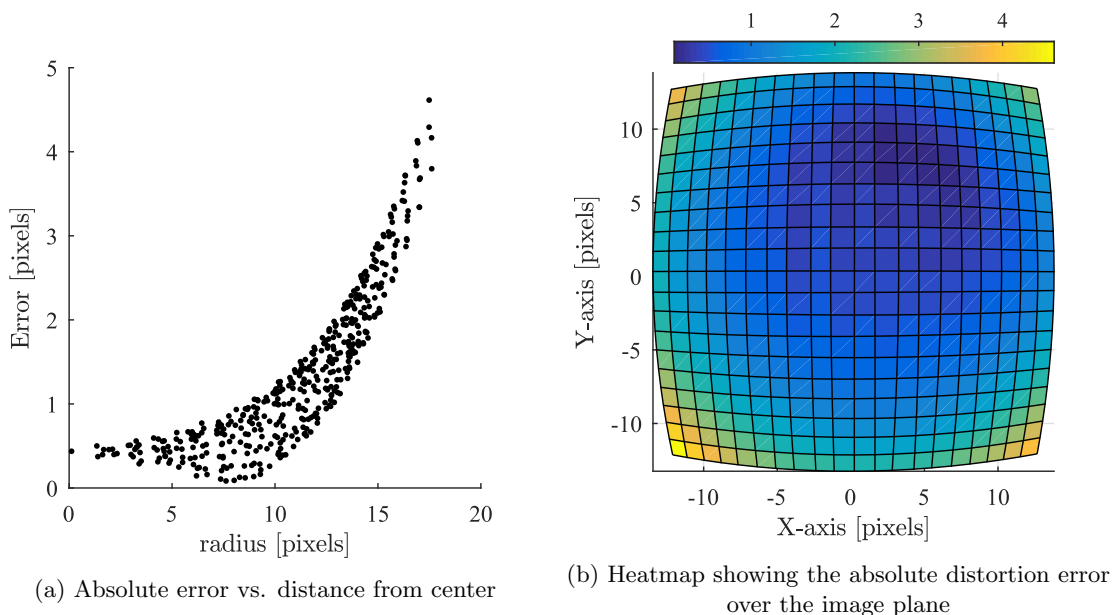 5
4
3
2
1
0
0 5 10 15 20
Error [pixels]
radius [pixels]
(a) Absolute error vs. distance from center
1 2 3 4
10
5
0
-5
-10
-10 -5 0 5 10
Y-axis [pixels]
X-axis [pixels]
(b) Heatmap showing the absolute distortion error
over the image plane